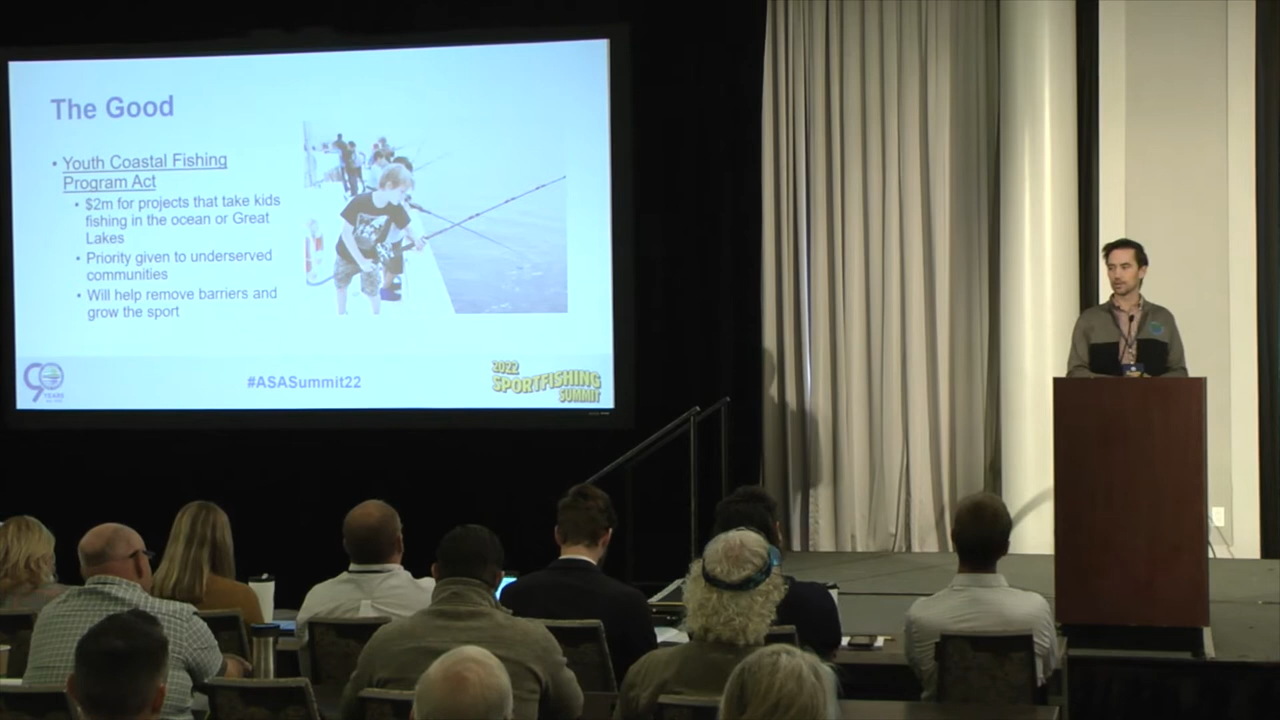 The Good
• Youth Coastal Fishing
Program Act
• $2m for projects that take kids
fishing in the ocean or Great
Lakes
• Priority given to underserved
communities
• Will help remove barriers and
grow the sport
90
YEARS
#ASASummit22
2022
SPORTFISHING
SUMMIT